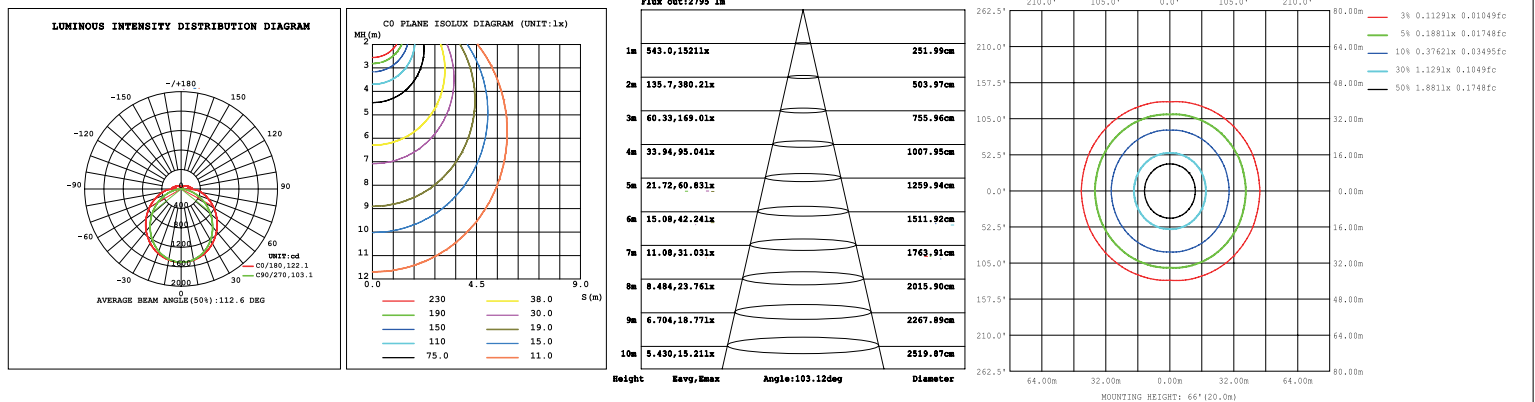 LUMINOUS INTENSITY DISTRIBUTION DIAGRAM
-/+180
-150
150
-120
120
-90
90
0
400
800
-60
60
1200
UNIT:cd
1600
C0/180,122.1
-30
30
C90/270,103.1
2000
0
AVERAGE BEAM ANGLE(50%):112.6 DEG
C0 PLANE ISOLUX DIAGRAM (UNIT:lx)
MH(m)
2
3
4
5
6
7
8
9
10
11
12
0.0
4.5
9.0
S(m)
230
38.0
190
30.0
150
19.0
110
15.0
75.0
11.0
Flux out:2795 lm
1m 543.0,1521lx 251.99cm
2m 135.7,380.2lx 503.97cm
3m 60.33,169.0lx 755.96cm
4m 33.94,95.04lx 1007.95cm
5m 21.72,60.83lx 1259.94cm
6m 15.08,42.24lx 1511.92cm
7m 11.08,31.03lx 1763.91cm
8m 8.484,23.76lx 2015.90cm
9m 6.704,18.77lx 2267.89cm
10m 5.430,15.21lx 2519.87cm
Height Eavg,Emax Angle:103.12deg Diameter
210.0' 105.0' 0.0' 105.0' 210.0'
262.5' 80.00m
210.0' 64.00m
157.5' 48.00m
105.0' 32.00m
52.5' 16.00m
0.0' 0.00m
52.5' 16.00m
105.0' 32.00m
157.5' 48.00m
210.0' 64.00m
262.5' 80.00m
64.00m 32.00m 0.00m 32.00m 64.00m
MOUNTING HEIGHT: 66'(20.0m)
3% 0.1129lx 0.01049fc
5% 0.1881lx 0.01748fc
10% 0.3762lx 0.03495fc
30% 1.129lx 0.1049fc
50% 1.881lx 0.1748fc